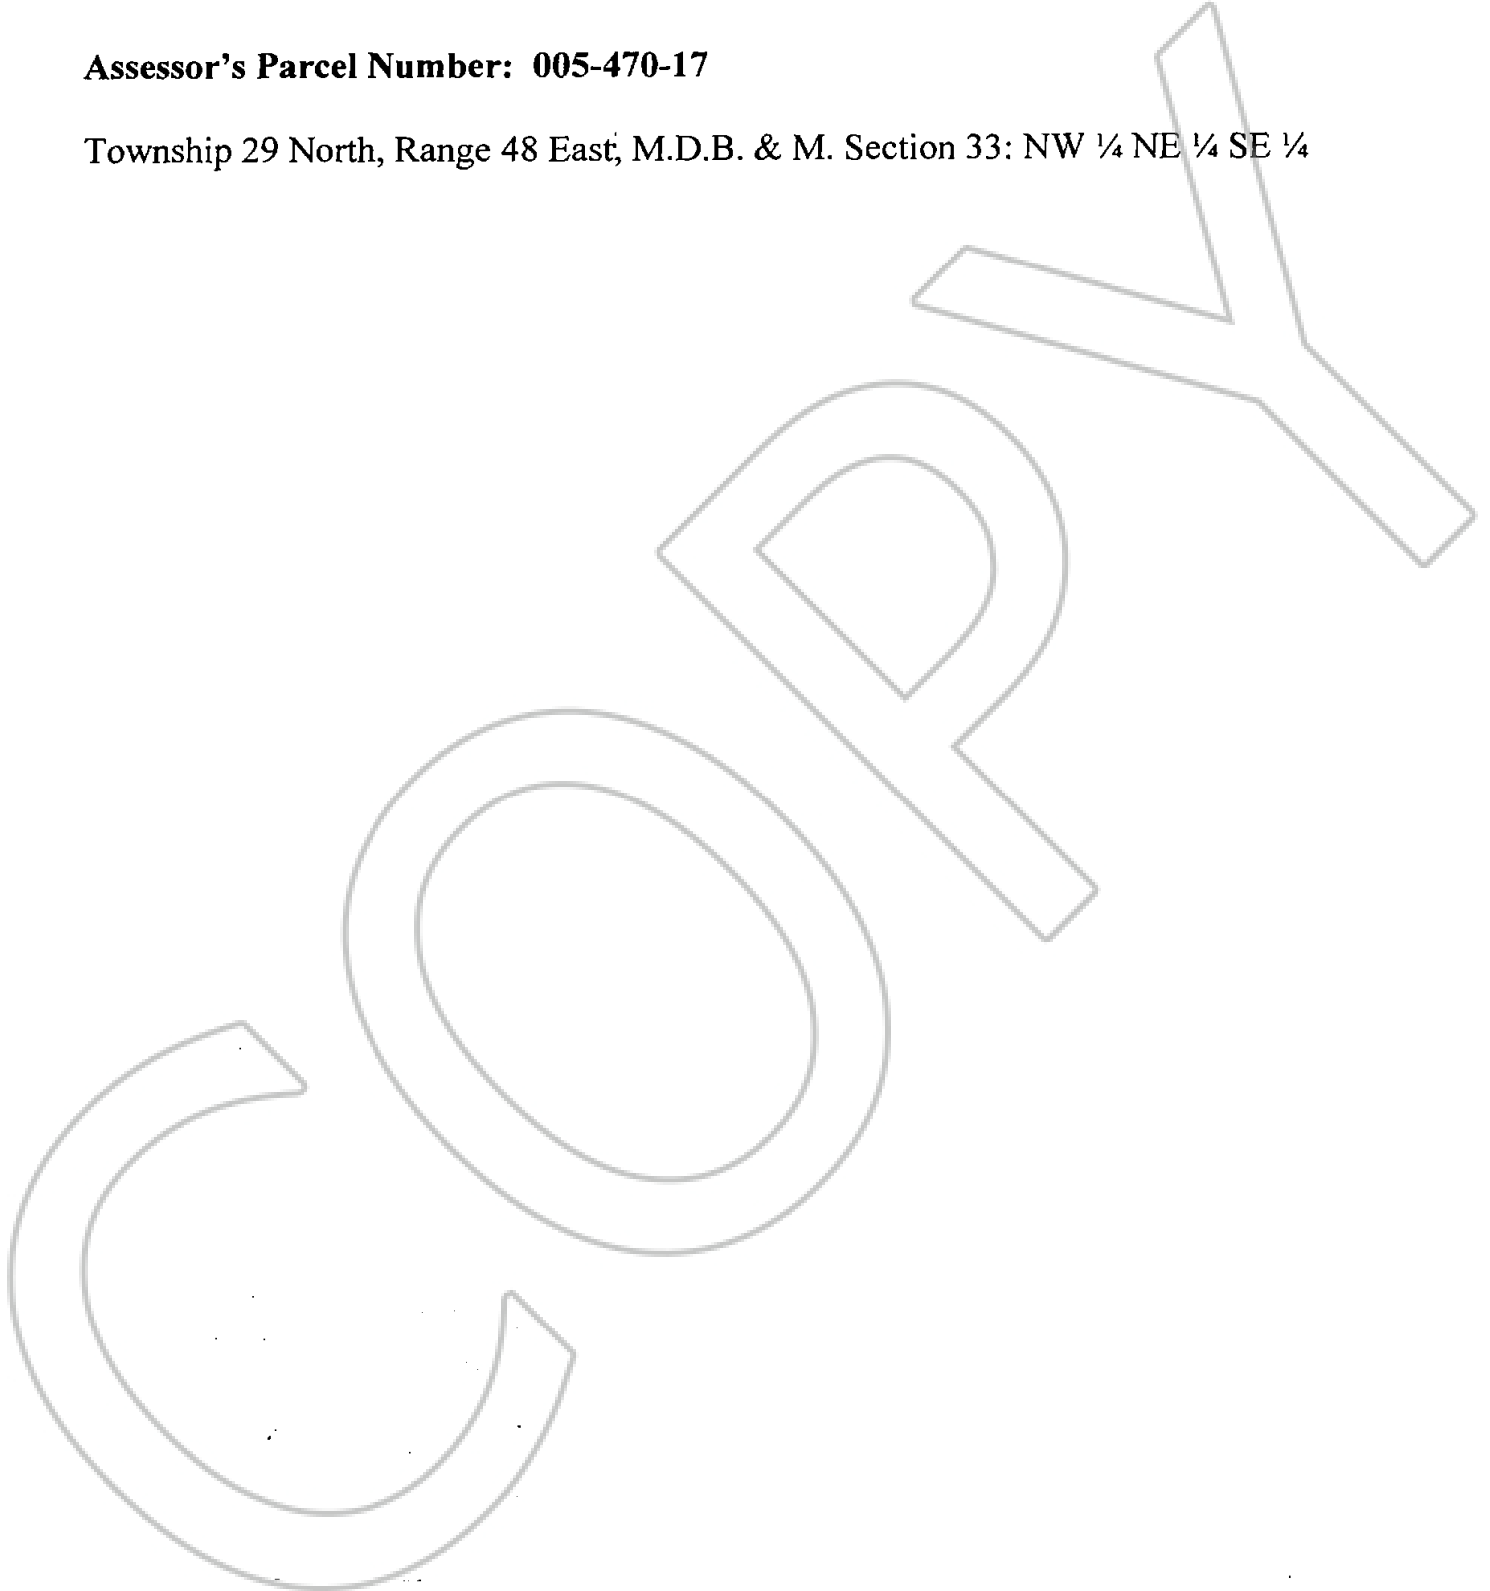 Assessor's Parcel Number: 005-470-17
Township 29 North, Range 48 East, M.D.B. & M. Section 33: NW ¼ NE ¼ SE ¼
COPY